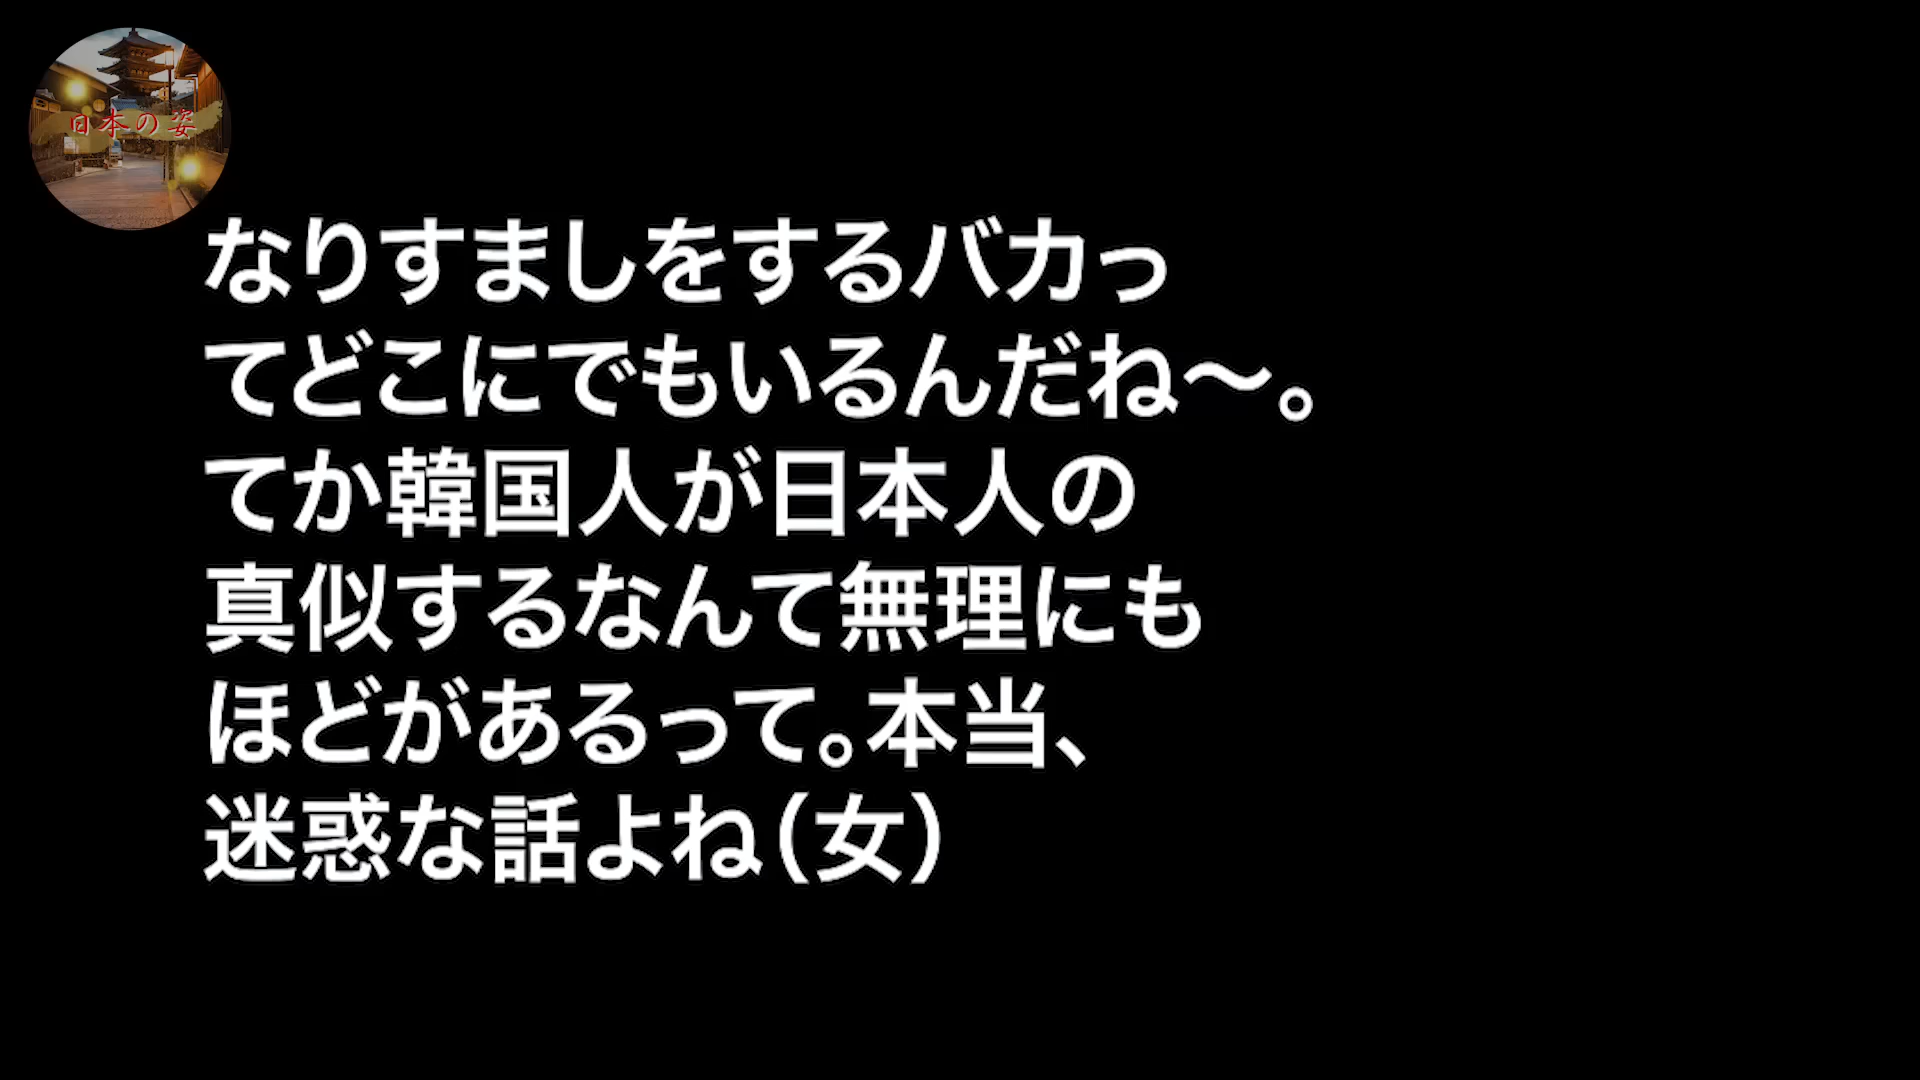 日本の姿
なりすましをするバカっ
てどこにでもいるんだね〜。
てか韓国人が日本人の
真似するなんて無理にも
ほどがあるって。本当、
迷惑な話よね(女)